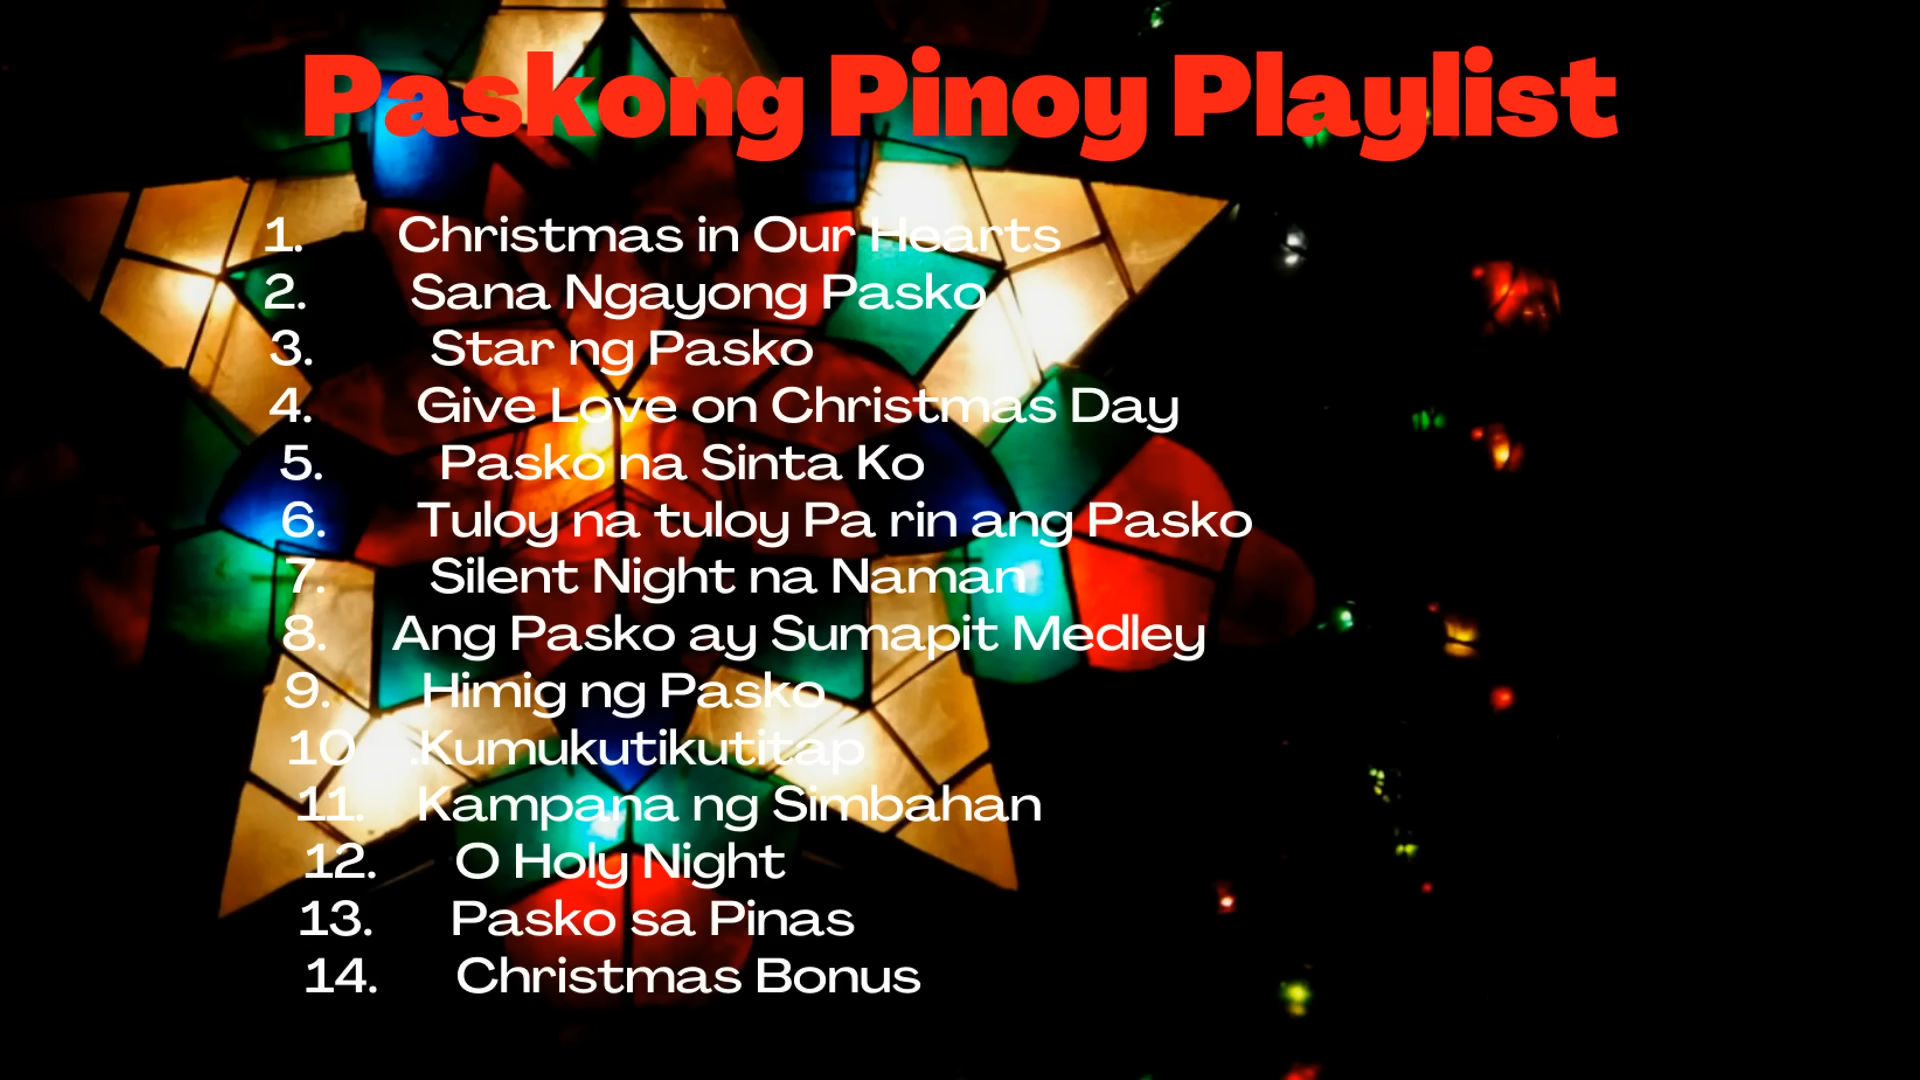 Paskong Pinoy Playlist
1. Christmas in Our Hearts
2. Sana Ngayong Pasko
3. Star ng Pasko
4. Give Love on Christmas Day
5. Pasko na Sinta Ko
6. Tuloy na tuloy Pa rin ang Pasko
7. Silent Night na Naman
8. Ang Pasko ay Sumapit Medley
9. Himig ng Pasko
10 .Kumukutikutitap
11. Kampana ng Simbahan
12. O Holy Night
13. Pasko sa Pinas
14. Christmas Bonus